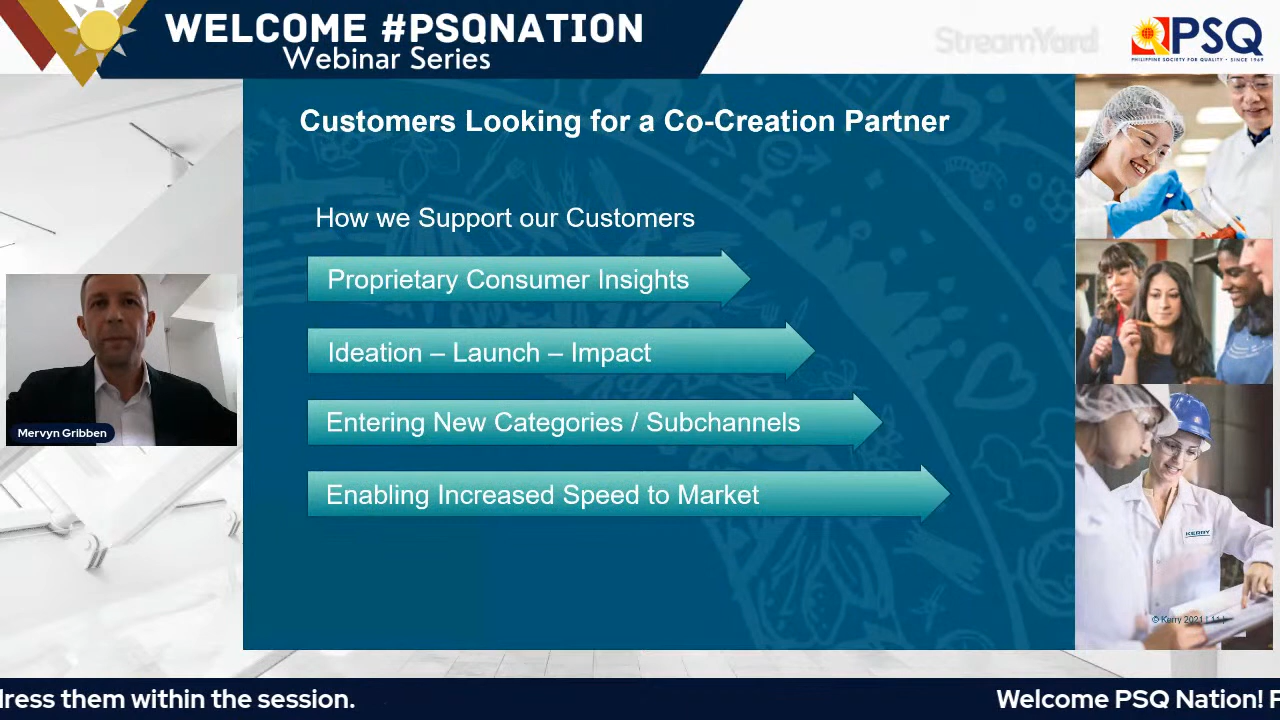 WELCOME #PSQNATION
Webinar Series
StreamYard
PSQ
PHILIPPINE SOCIETY FOR QUALITY • SINCE 1969
Customers Looking for a Co-Creation Partner
How we Support our Customers
Proprietary Consumer Insights
Ideation – Launch – Impact
Entering New Categories / Subchannels
Enabling Increased Speed to Market
Mervyn Gribben
KERRY
© Kerry 2021 | 11 |
dress them within the session.
Welcome PSQ Nation! P